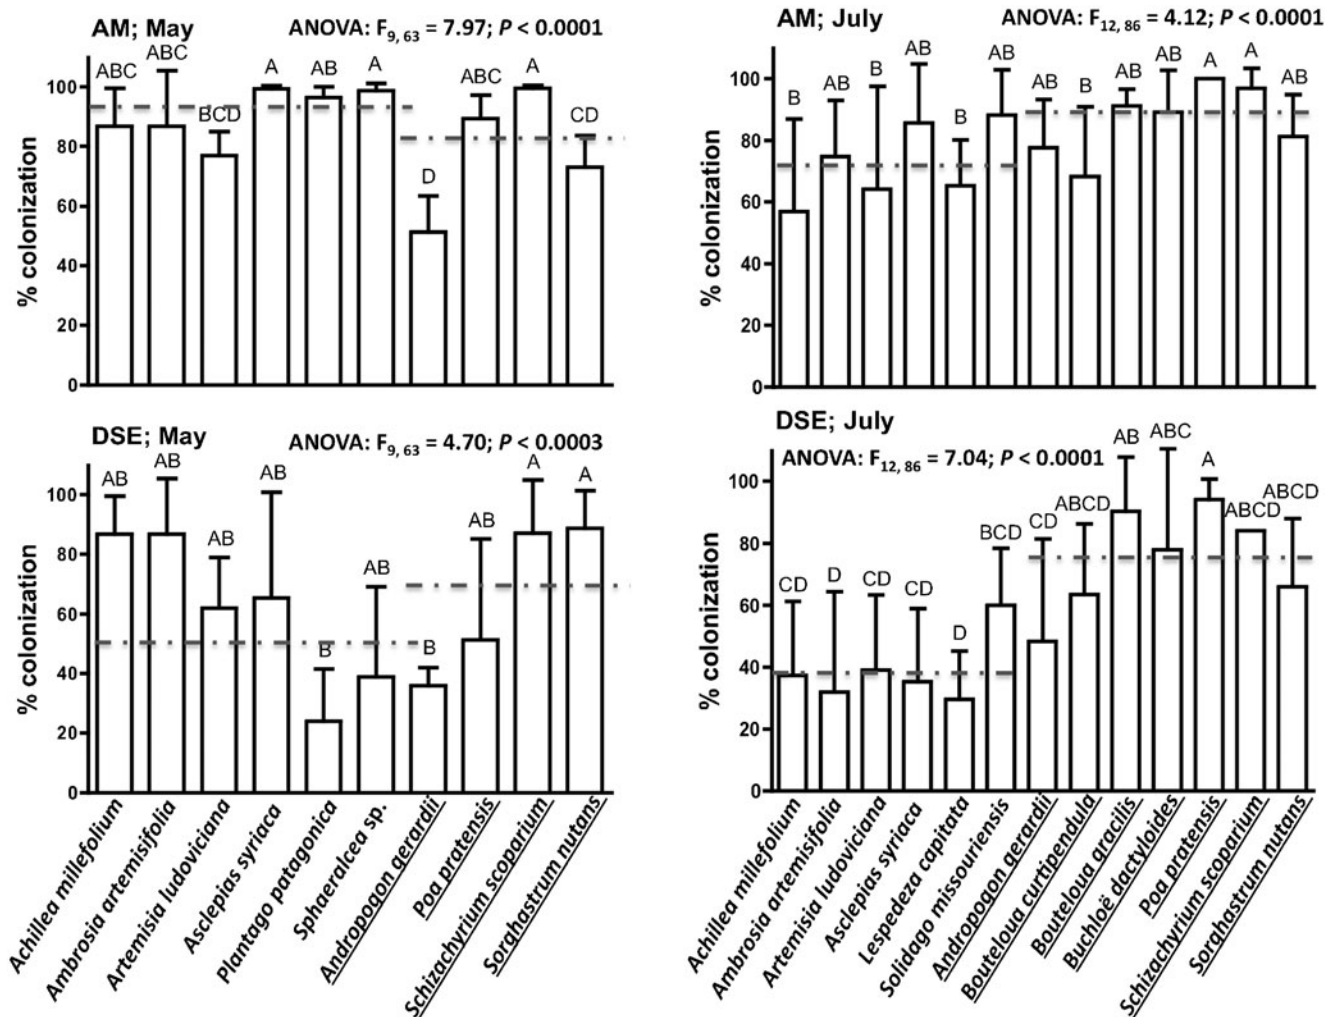 AM; May
ANOVA: F9, 63 = 7.97; P < 0.0001
% colonization
100
80
60
40
20
0
ABC
ABC
BCD
A
AB
A
D
ABC
A
CD
AM; July
ANOVA: F12, 86 = 4.12; P < 0.0001
% colonization
100
80
60
40
20
0
B
AB
B
AB
B
AB
AB
B
AB
AB
A
A
AB
DSE; May
ANOVA: F9, 63 = 4.70; P < 0.0003
% colonization
100
80
60
40
20
0
AB
AB
AB
AB
B
AB
B
AB
A
A
Achillea millefolium
Ambrosia artemisifolia
Artemisia ludoviciana
Asclepias syriaca
Plantago patagonica
Sphaeralcea sp.
Andropogon gerardii
Poa pratensis
Schizachyrium scoparium
Sorghastrum nutans
DSE; July
ANOVA: F12, 86 = 7.04; P < 0.0001
% colonization
100
80
60
40
20
0
CD
D
CD
CD
D
BCD
CD
ABCD
AB
ABC
A
ABCD
ABCD
Achillea millefolium
Ambrosia artemisifolia
Artemisia ludoviciana
Asclepias syriaca
Lespedeza capitata
Solidago missouriensis
Andropogon gerardii
Bouteloua curtipendula
Bouteloua gracilis
Buchloë dactyloides
Poa pratensis
Schizachyrium scoparium
Sorghastrum nutans